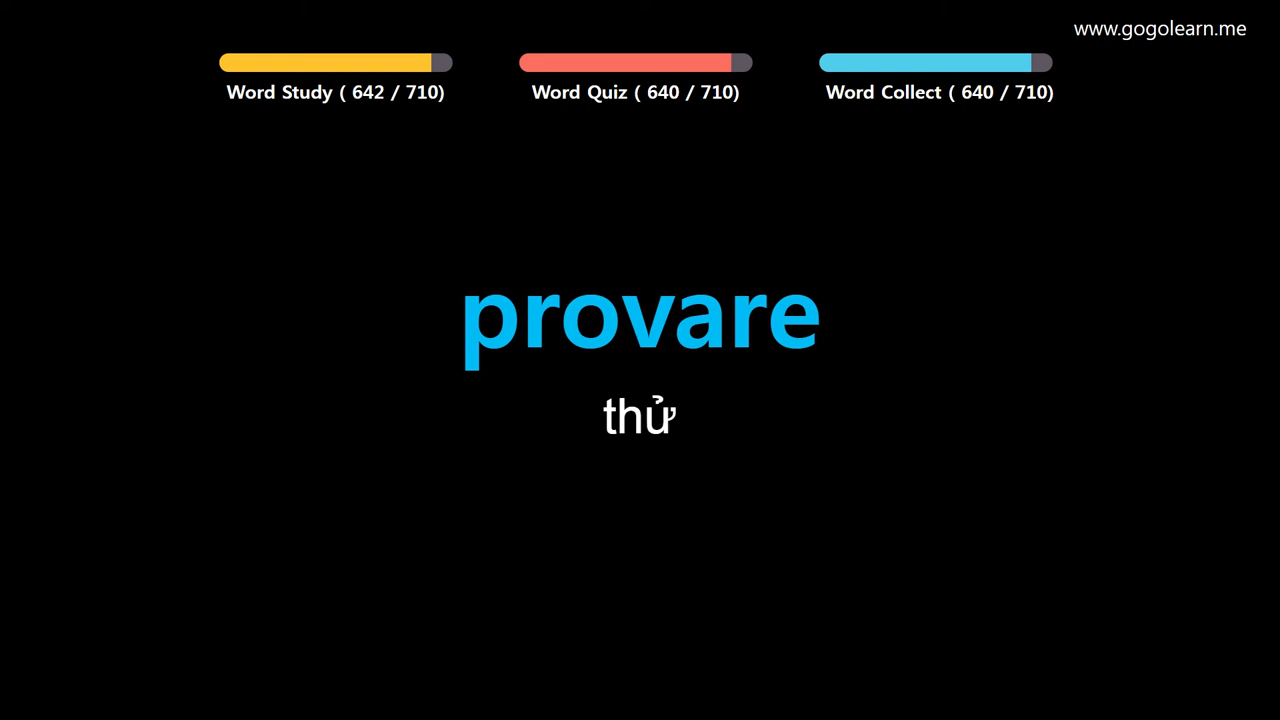 www.gogolearn.me
Word Study ( 642 / 710)
Word Quiz ( 640 / 710)
Word Collect ( 640 / 710)
provare
thử